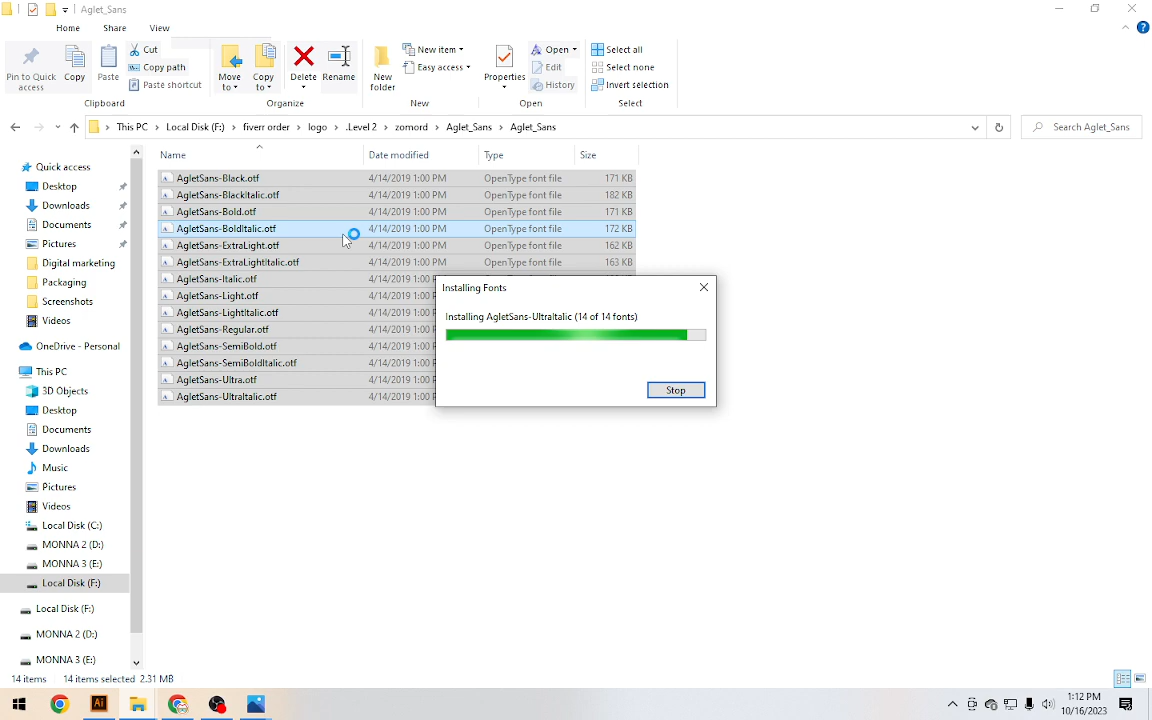 Aglet_Sans
Home Share View
Pin to Quick access
Copy
Paste
Cut
Copy path
Paste shortcut
Move to
Copy to
Delete
Rename
New folder
New item
Easy access
Properties
Open
Edit
History
Select all
Select none
Invert selection
Clipboard Organize New Open Select
This PC › Local Disk (F:) › fiverr order › logo › .Level 2 › zomord › Aglet_Sans › Aglet_Sans
Search Aglet_Sans
Name Date modified Type Size
AgletSans-Black.otf 4/14/2019 1:00 PM OpenType font file 171 KB
AgletSans-BlackItalic.otf 4/14/2019 1:00 PM OpenType font file 182 KB
AgletSans-Bold.otf 4/14/2019 1:00 PM OpenType font file 171 KB
AgletSans-BoldItalic.otf 4/14/2019 1:00 PM OpenType font file 172 KB
AgletSans-ExtraLight.otf 4/14/2019 1:00 PM OpenType font file 162 KB
AgletSans-ExtraLightItalic.otf 4/14/2019 1:00 PM OpenType font file 163 KB
AgletSans-Italic.otf 4/14/2019 1:00
AgletSans-Light.otf 4/14/2019 1:00
AgletSans-LightItalic.otf 4/14/2019 1:00
AgletSans-Regular.otf 4/14/2019 1:00
AgletSans-SemiBold.otf 4/14/2019 1:00
AgletSans-SemiBoldItalic.otf 4/14/2019 1:00
AgletSans-Ultra.otf 4/14/2019 1:00
AgletSans-UltraItalic.otf 4/14/2019 1:00
Installing Fonts
Installing AgletSans-UltraItalic (14 of 14 fonts)
Stop
Quick access
Desktop
Downloads
Documents
Pictures
Digital marketing
Packaging
Screenshots
Videos
OneDrive - Personal
This PC
3D Objects
Desktop
Documents
Downloads
Music
Pictures
Videos
Local Disk (C:)
MONNA 2 (D:)
MONNA 3 (E:)
Local Disk (F:)
Local Disk (F:)
MONNA 2 (D:)
MONNA 3 (E:)
14 items 14 items selected 2.31 MB
Ai
1:12 PM
10/16/2023